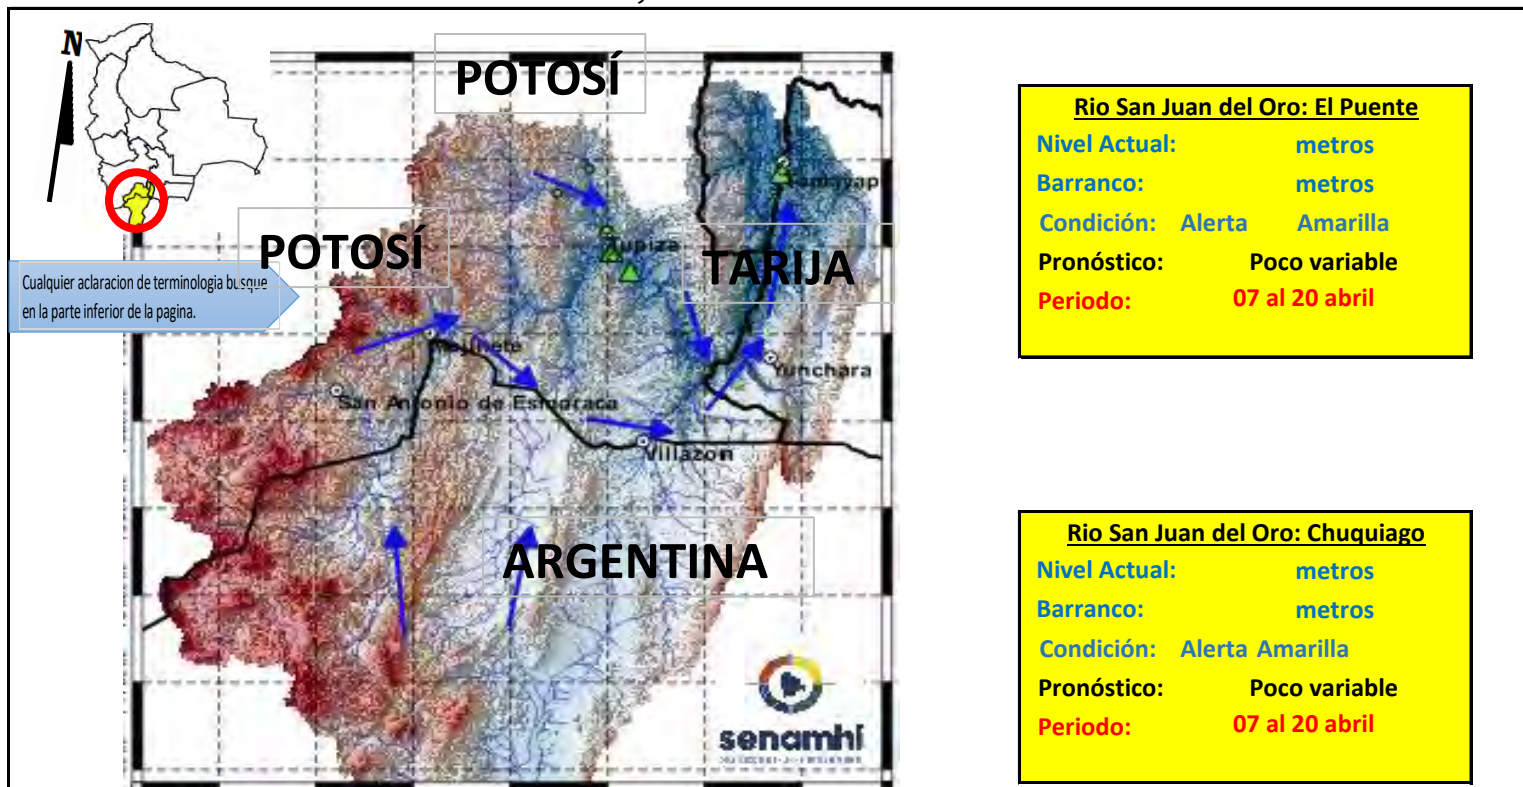 N
POTOSÍ
POTOSÍ
TARIJA
ARGENTINA
Cualquier aclaracion de terminologia busque
en la parte inferior de la pagina.
Tupiza
Yunchara
San Antonio de Esmoraca
Villazon
senamhi
Rio San Juan del Oro: El Puente
Nivel Actual: metros
Barranco: metros
Condición: Alerta Amarilla
Pronóstico: Poco variable
Periodo: 07 al 20 abril
Rio San Juan del Oro: Chuquiago
Nivel Actual: metros
Barranco: metros
Condición: Alerta Amarilla
Pronóstico: Poco variable
Periodo: 07 al 20 abril